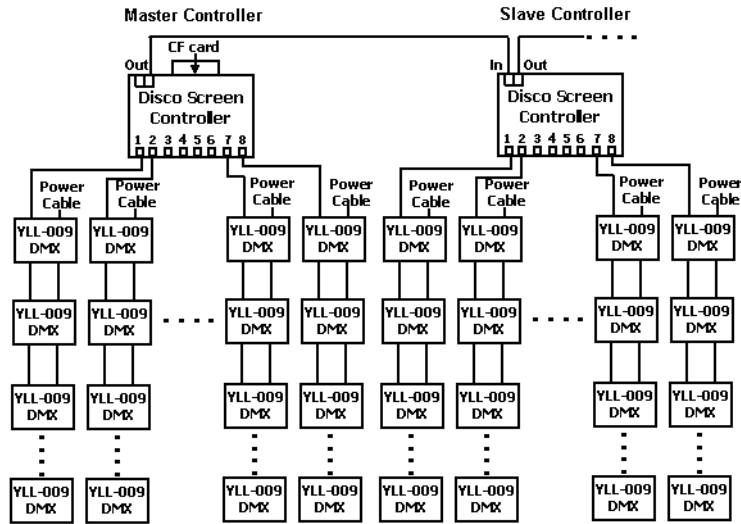 Master Controller
Slave Controller
CF card
Out
In
Out
Disco Screen
Controller
1 2 3 4 5 6 7 8
Disco Screen
Controller
1 2 3 4 5 6 7 8
Power
Cable
Power
Cable
Power
Cable
Power
Cable
Power
Cable
Power
Cable
Power
Cable
Power
Cable
YLL-009
DMX
YLL-009
DMX
YLL-009
DMX
YLL-009
DMX
YLL-009
DMX
YLL-009
DMX
YLL-009
DMX
YLL-009
DMX
YLL-009
DMX
YLL-009
DMX
YLL-009
DMX
YLL-009
DMX
YLL-009
DMX
YLL-009
DMX
YLL-009
DMX
YLL-009
DMX
YLL-009
DMX
YLL-009
DMX
YLL-009
DMX
YLL-009
DMX
YLL-009
DMX
YLL-009
DMX
YLL-009
DMX
YLL-009
DMX
YLL-009
DMX
YLL-009
DMX
YLL-009
DMX
YLL-009
DMX
YLL-009
DMX
YLL-009
DMX
YLL-009
DMX
YLL-009
DMX